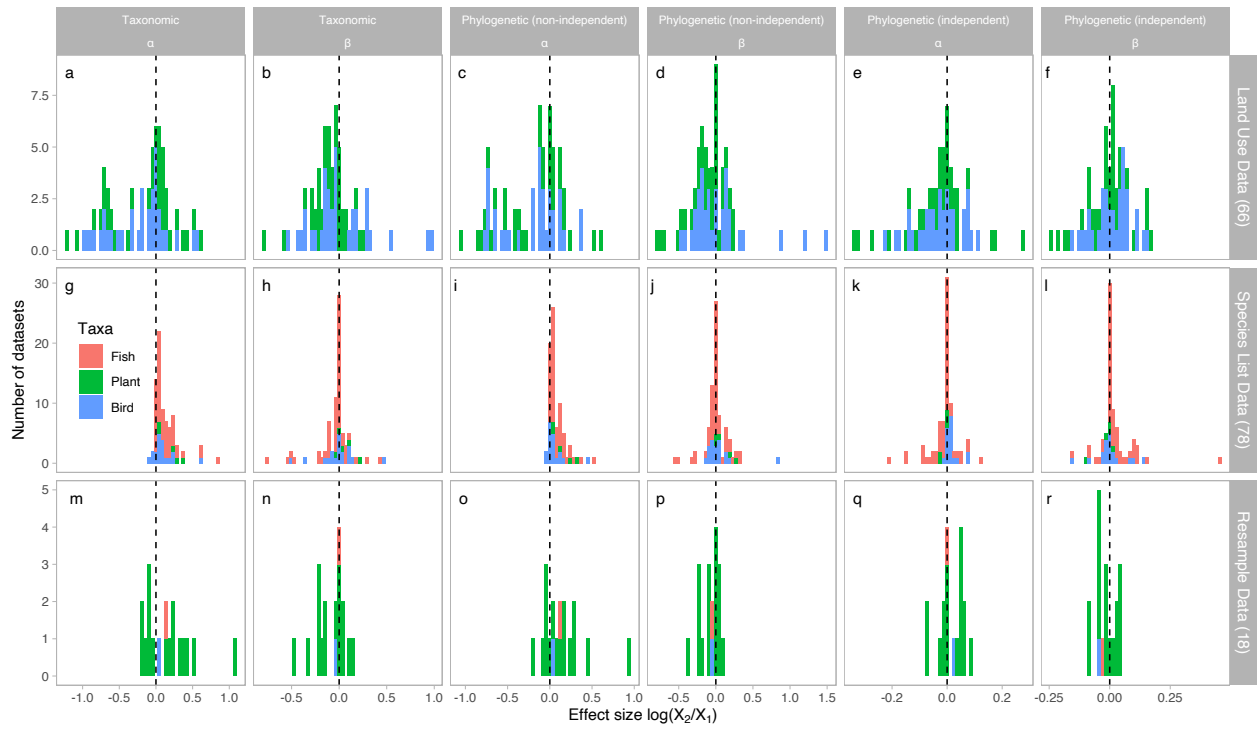 Taxonomic Taxonomic Phylogenetic (non-independent) Phylogenetic (non-independent) Phylogenetic (independent) Phylogenetic (independent)
α β α β α β
a b c d e f
7.5
5.0
2.5
0.0
Land Use Data (66)
g h i j k l
30
20
10
0
Taxa
Fish
Plant
Bird
Species List Data (78)
m n o p q r
5
4
3
2
1
0
Resample Data (18)
Number of datasets
-1.0 -0.5 0.0 0.5 1.0 -0.5 0.0 0.5 1.0 -1.0 -0.5 0.0 0.5 1.0 -0.5 0.0 0.5 1.0 1.5 -0.2 0.0 0.2 -0.25 0.00 0.25
Effect size log(X₂/X₁)